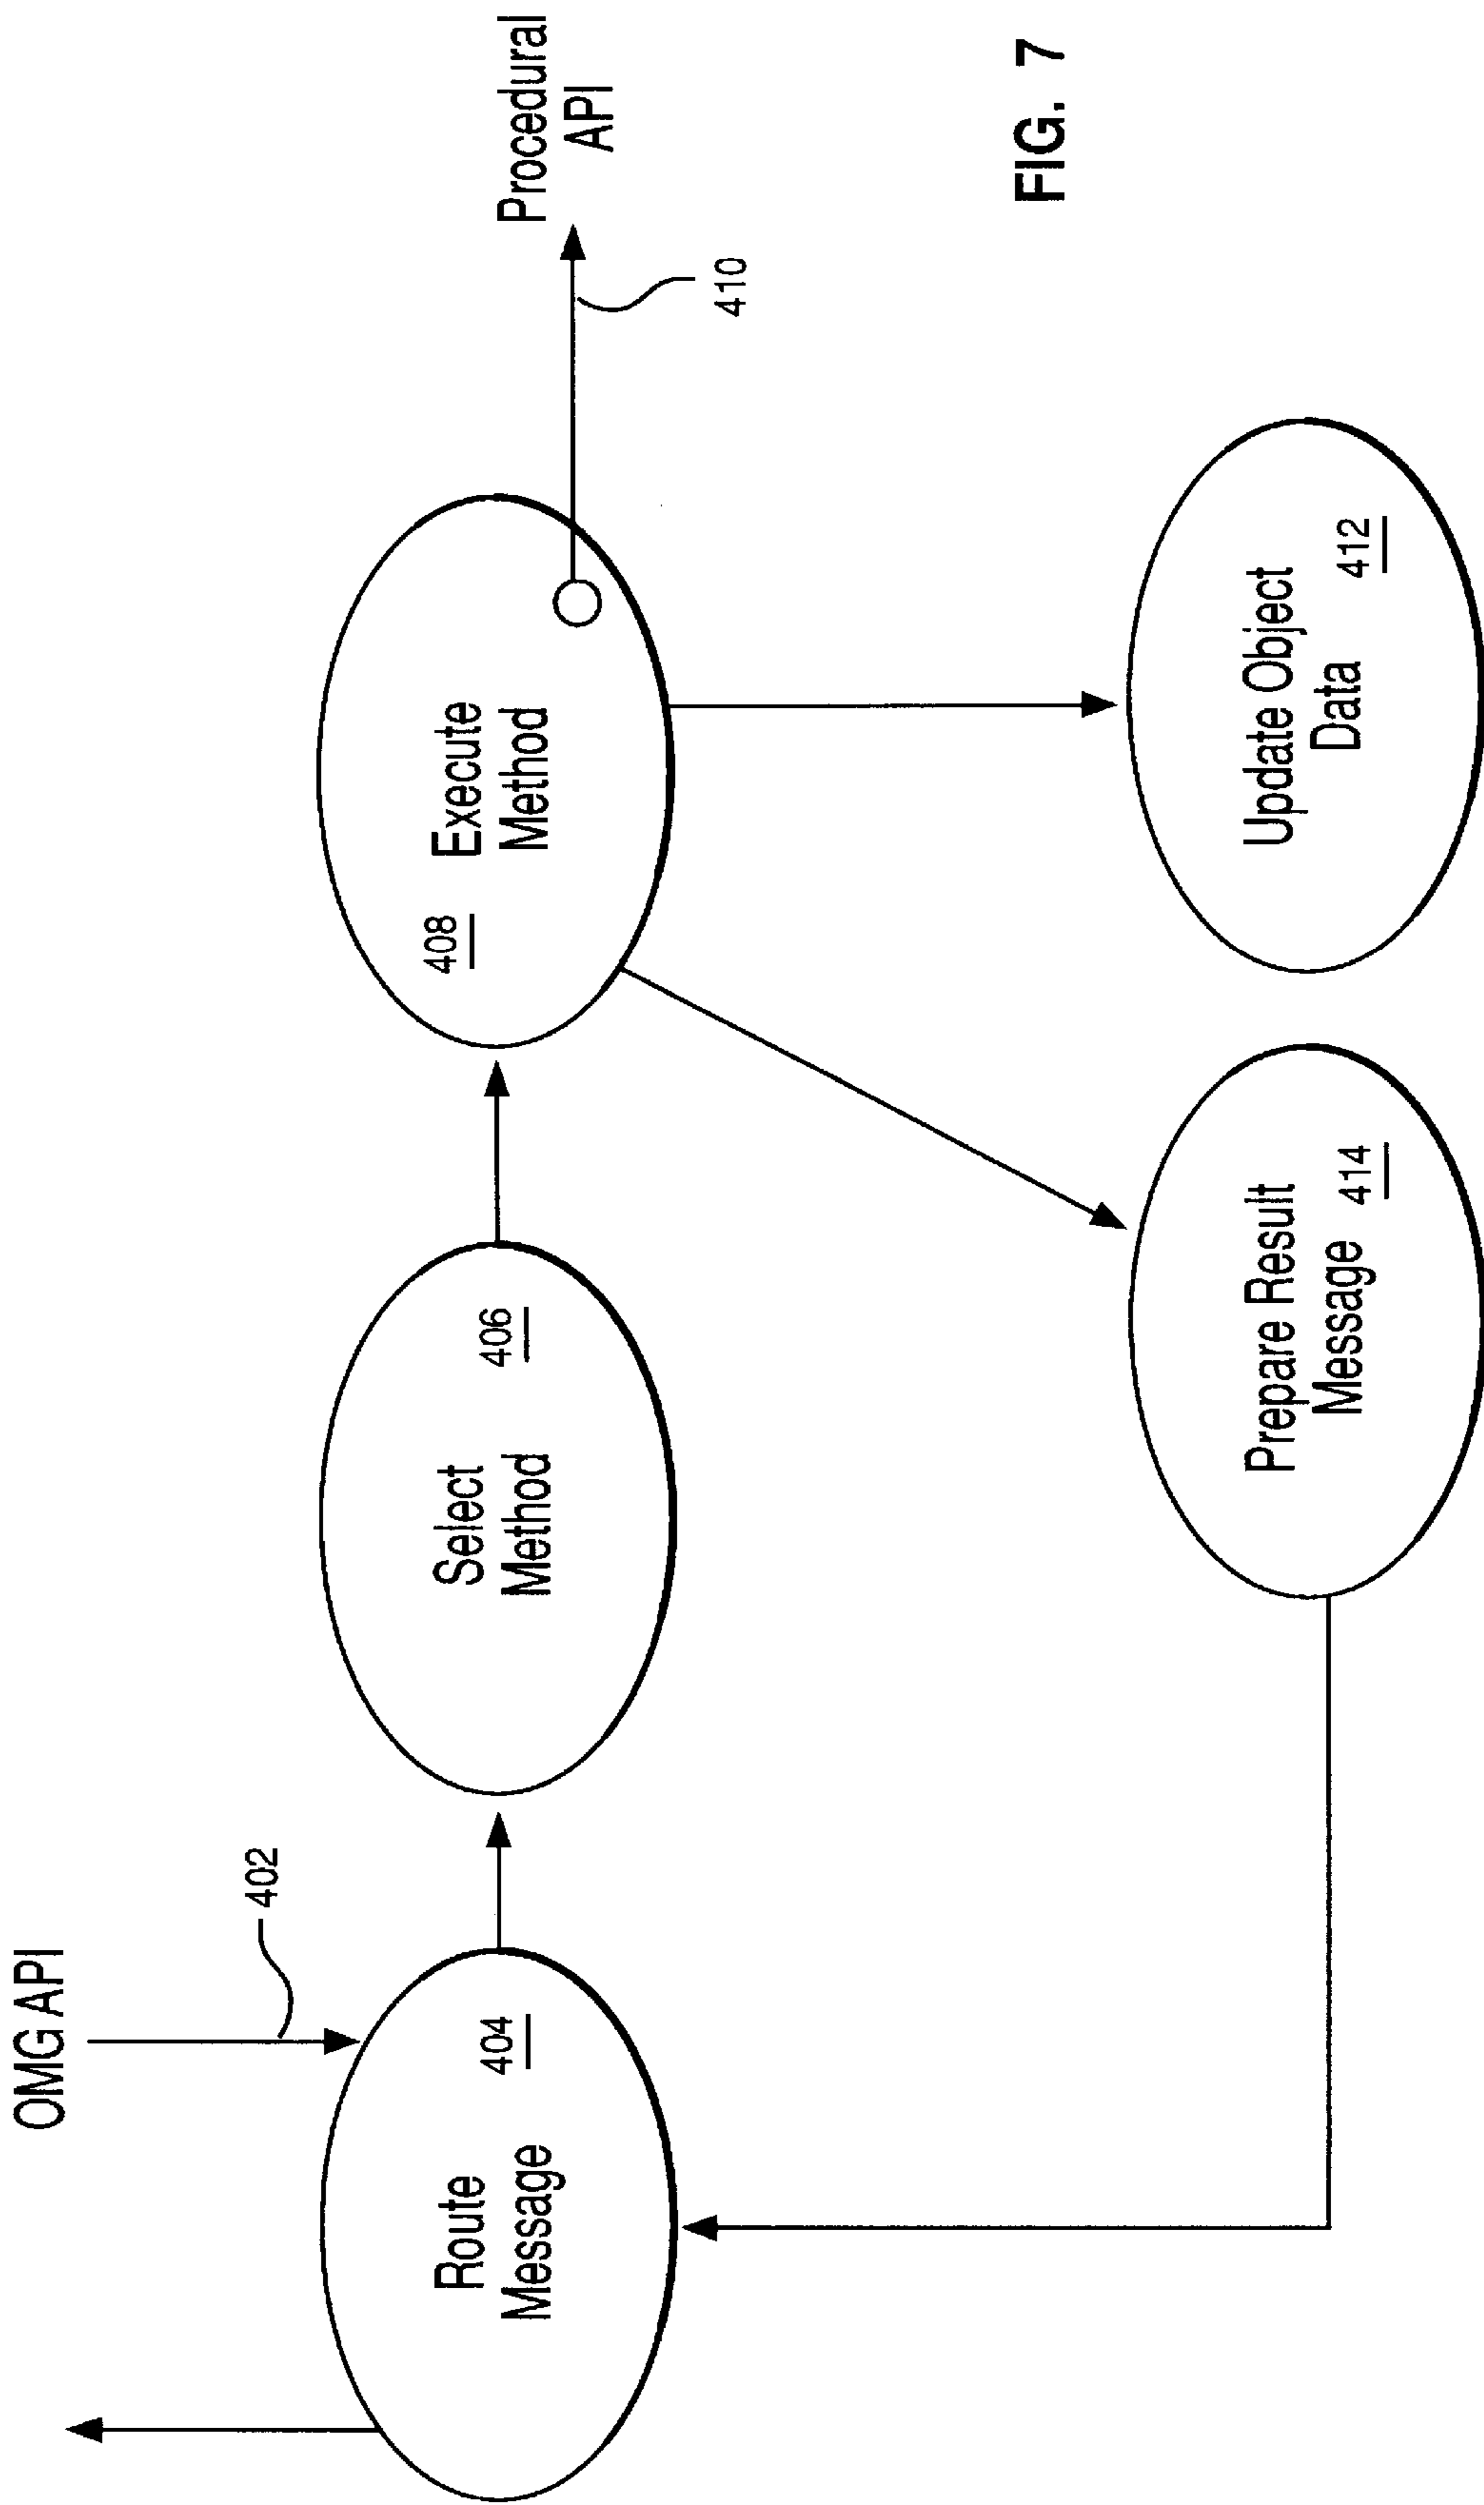 OMG API
402
Route
Message
404
Select
Method
406
408
Execute
Method
Procedural
API
410
Prepare Result
Message
414
Update Object
Data
412
FIG. 7